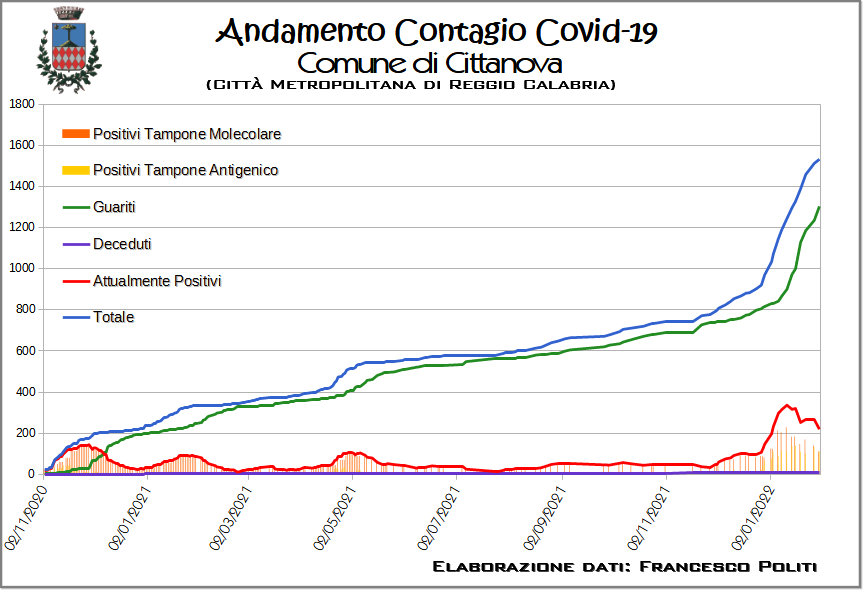 Andamento Contagio Covid-19
Comune di Cittanova
(Città Metropolitana di Reggio Calabria)
1800
1600
1400
1200
1000
800
600
400
200
0
Positivi Tampone Molecolare
Positivi Tampone Antigenico
Guariti
Deceduti
Attualmente Positivi
Totale
02/11/2020
02/01/2021
02/03/2021
02/05/2021
02/07/2021
02/09/2021
02/11/2021
02/01/2022
Elaborazione dati: Francesco Politi